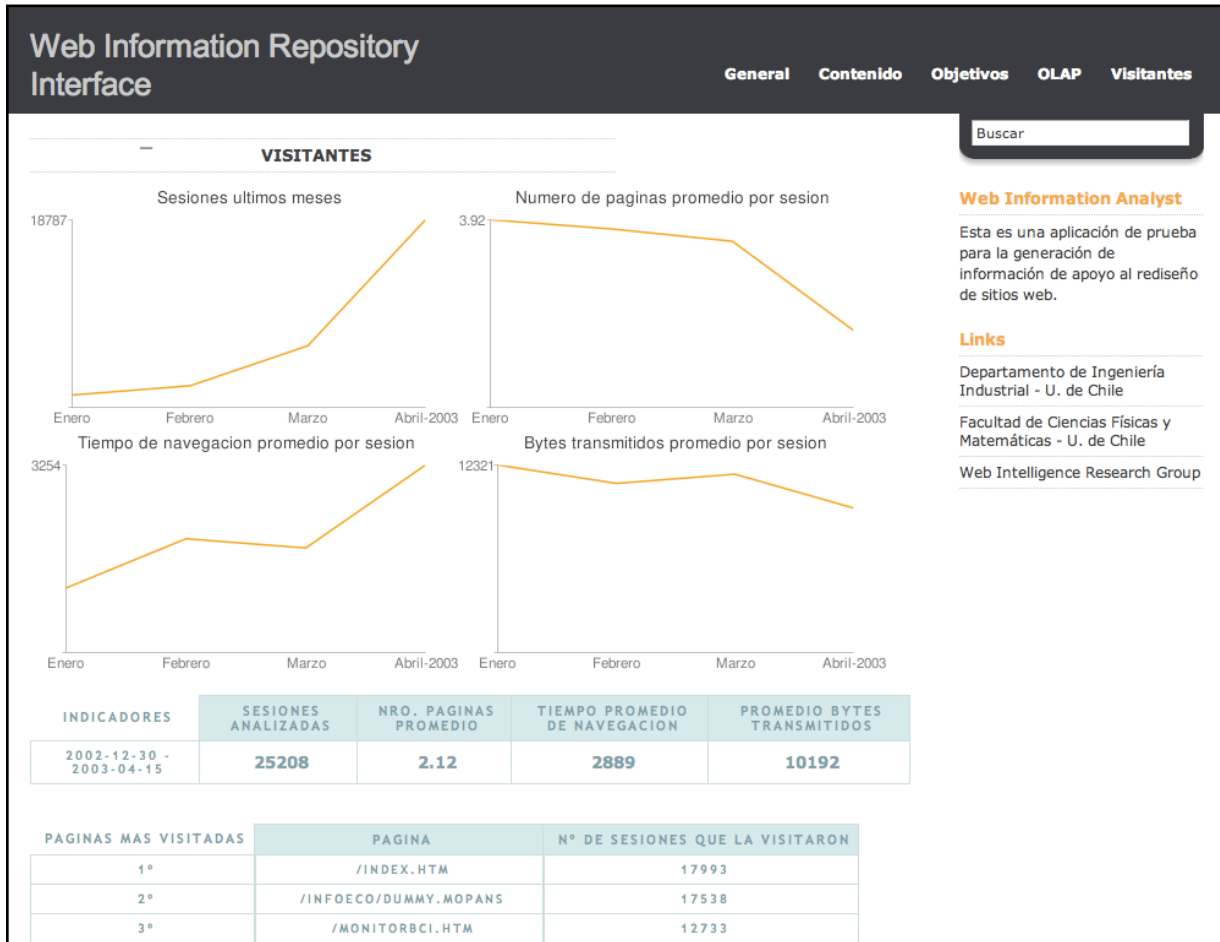 Web Information Repository
Interface
General Contenido Objetivos OLAP Visitantes
Buscar
VISITANTES
Sesiones ultimos meses
18787
Enero Febrero Marzo Abril-2003
Numero de paginas promedio por sesion
3.92
Enero Febrero Marzo Abril-2003
Tiempo de navegacion promedio por sesion
3254
Enero Febrero Marzo Abril-2003
Bytes transmitidos promedio por sesion
12321
Enero Febrero Marzo Abril-2003
Web Information Analyst
Esta es una aplicación de prueba
para la generación de
información de apoyo al rediseño
de sitios web.
Links
Departamento de Ingeniería
Industrial - U. de Chile
Facultad de Ciencias Físicas y
Matemáticas - U. de Chile
Web Intelligence Research Group
INDICADORES SESIONES ANALIZADAS NRO. PAGINAS PROMEDIO TIEMPO PROMEDIO DE NAVEGACION PROMEDIO BYTES TRANSMITIDOS
2002-12-30 - 2003-04-15 25208 2.12 2889 10192
PAGINAS MAS VISITADAS PAGINA Nº DE SESIONES QUE LA VISITARON
1º /INDEX.HTM 17993
2º /INFOECO/DUMMY.MOPANS 17538
3º /MONITORBCI.HTM 12733